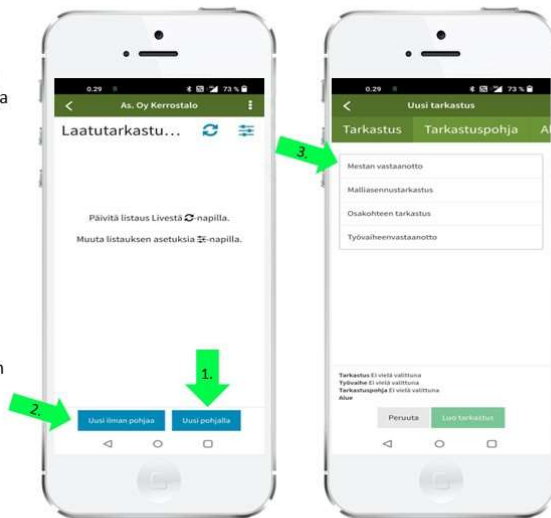 a
n
0.29
73 %
As. Oy Kerrostalo
Laatutarkastu...
Päivitä listaus Livestä -napilla.
Muuta listauksen asetuksia -napilla.
1.
2.
Uusi ilman pohjaa
Uusi pohjalla
0.29
73 %
Uusi tarkastus
Tarkastus Tarkastuspohja Al
3.
Mestan vastaanotto
Malliasennustarkastus
Osakohteen tarkastus
Työvaiheenvastaanotto
Tarkastus Ei vielä valittuna
Työvaihe Ei vielä valittuna
Tarkastuspohja Ei vielä valittuna
Alue
Peruuta
Luo tarkastus